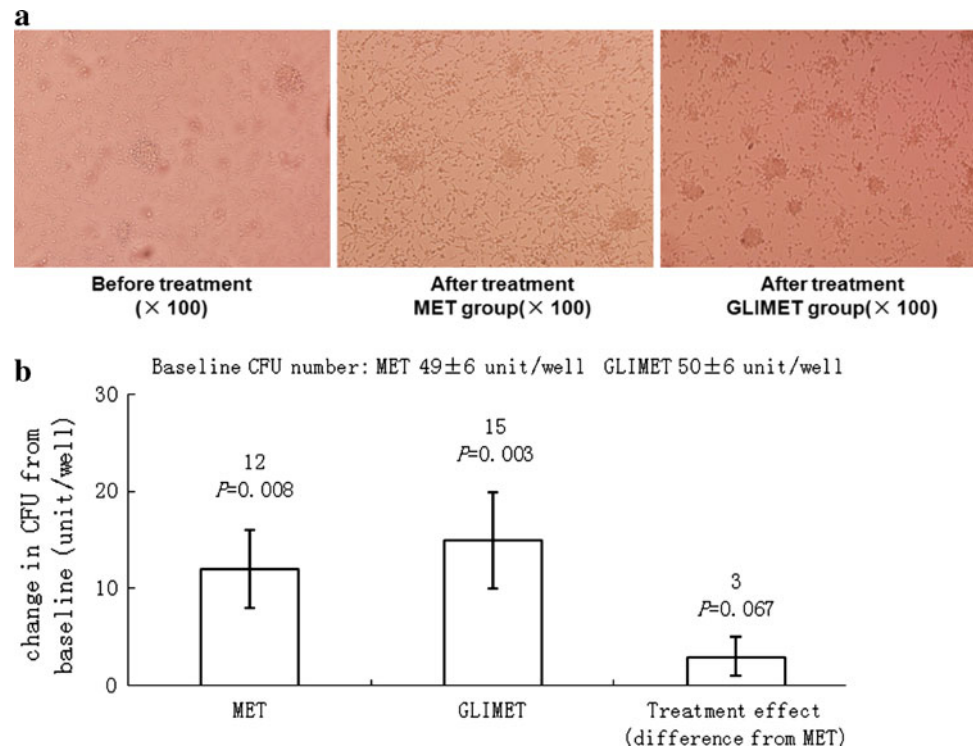 a
Before treatment
(× 100)
After treatment
MET group(× 100)
After treatment
GLIMET group(× 100)
b
Baseline CFU number: MET 49±6 unit/well GLIMET 50±6 unit/well
change in CFU from
baseline (unit/well)
30
20
10
0
12
P=0.008
15
P=0.003
3
P=0.067
MET
GLIMET
Treatment effect
(difference from MET)